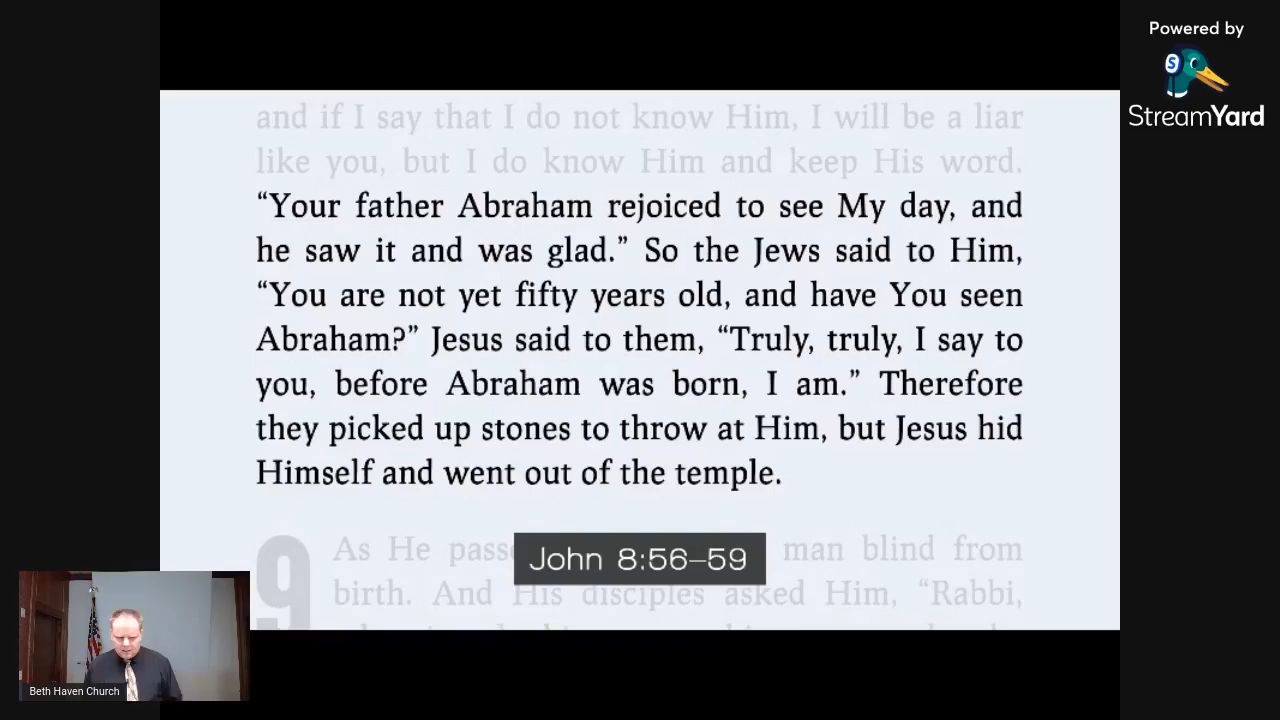 Powered by
StreamYard
and if I say that I do not know Him, I will be a liar
like you, but I do know Him and keep His word.
“Your father Abraham rejoiced to see My day, and
he saw it and was glad.” So the Jews said to Him,
“You are not yet fifty years old, and have You seen
Abraham?” Jesus said to them, “Truly, truly, I say to
you, before Abraham was born, I am.” Therefore
they picked up stones to throw at Him, but Jesus hid
Himself and went out of the temple.
9 As He man blind from
John 8:56–59
birth. And His disciples asked Him, “Rabbi,
Beth Haven Church